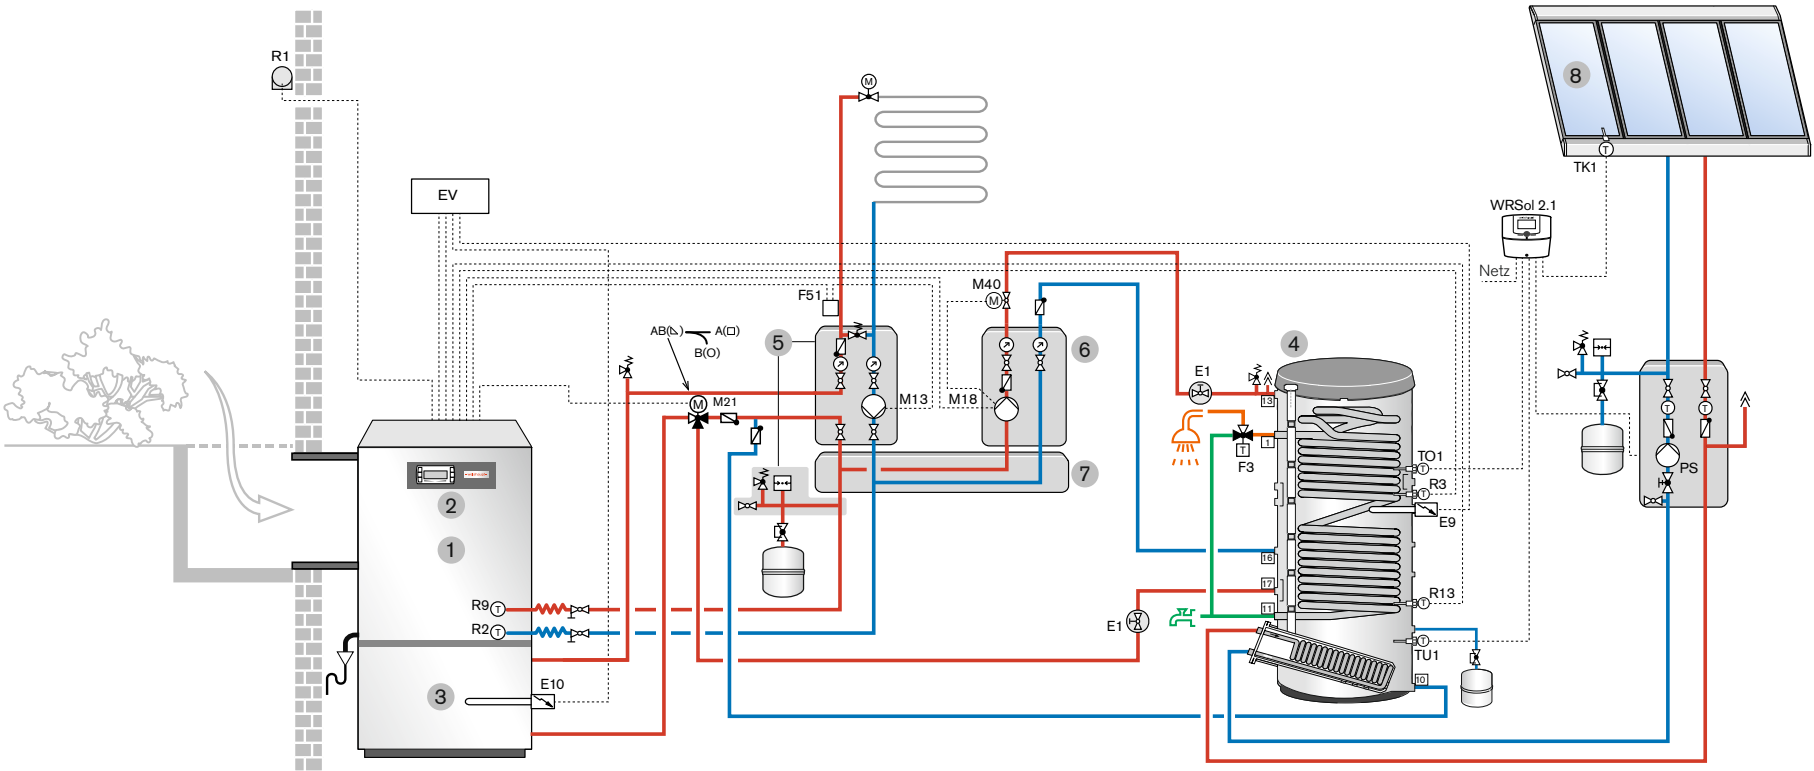 R1
EV
TK1
8
WRSol 2.1
Netz
M
F51
M40
M
AB(◺) A(□)
B(O)
5
6
4
E1
M
M21
M13
M18
13
1
F3
T
TO1
T
R3
T
E9
PS
T
T
7
2
1
16
17
11
R13
T
R9 T
R2 T
E1
TU1
T
3
E10
10
T